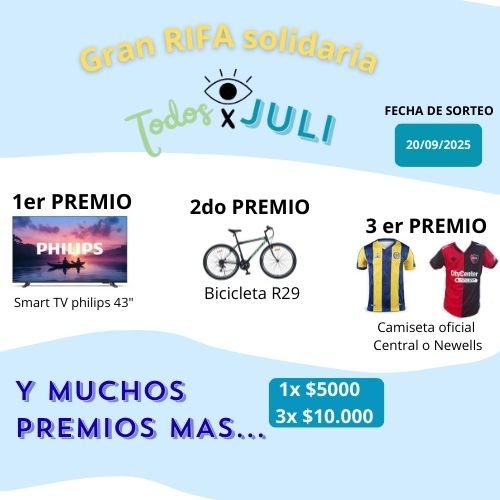 Gran RIFA solidaria
Todos X JULI
FECHA DE SORTEO
20/09/2025
1er PREMIO
2do PREMIO
3 er PREMIO
PHILIPS
CityCenter
Smart TV philips 43"
Bicicleta R29
Camiseta oficial
Central o Newells
Y MUCHOS
PREMIOS MAS...
1x $5000
3x $10.000